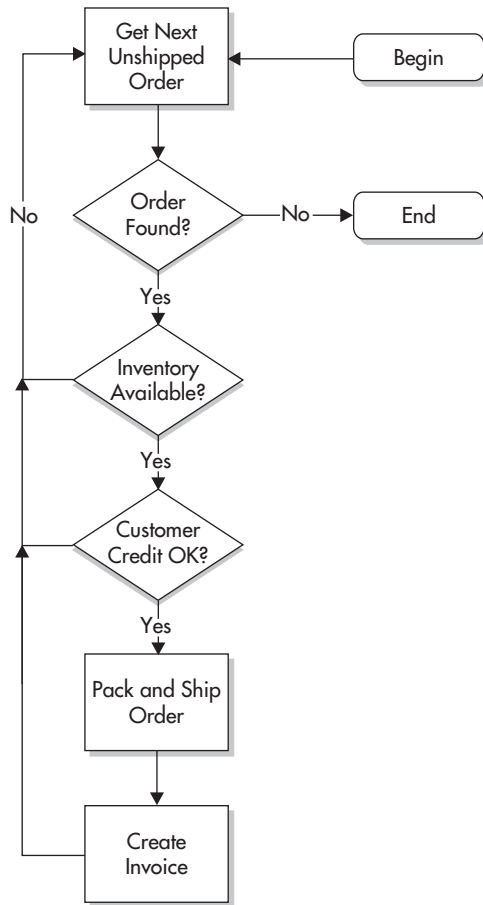 Get Next
Unshipped
Order
Begin
Order
Found?
No
End
No
Yes
Inventory
Available?
Yes
Customer
Credit OK?
Yes
Pack and Ship
Order
Create
Invoice